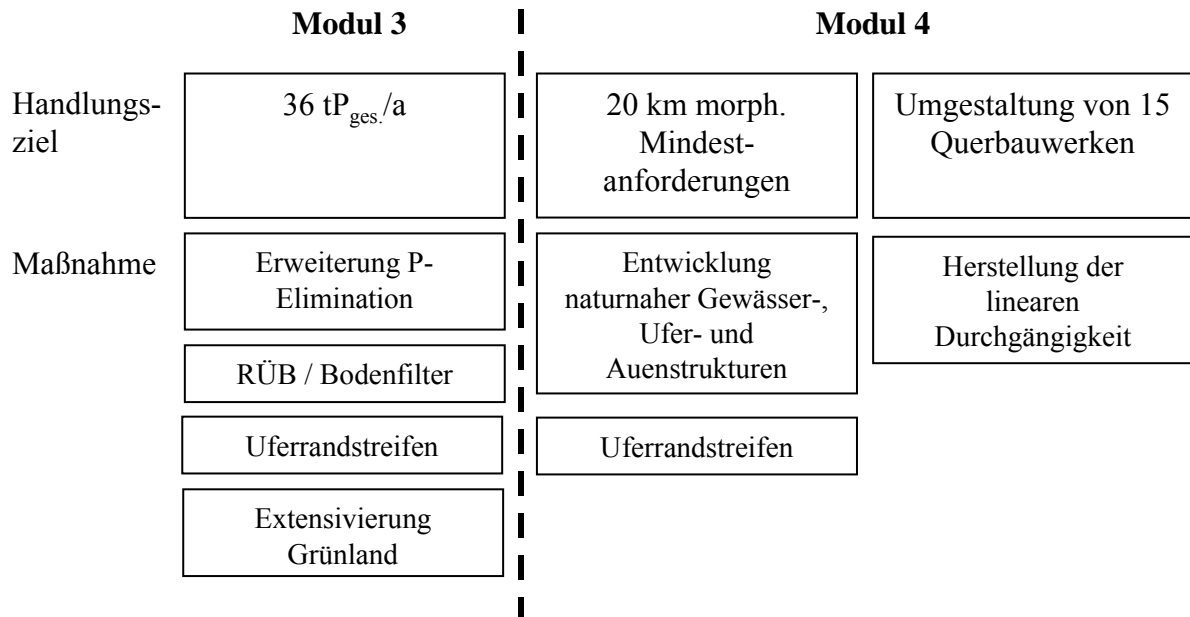 Modul 3
Modul 4
Handlungs-
ziel
36 tP_ges./a
20 km morph.
Mindest-
anforderungen
Umgestaltung von 15
Querbauwerken
Maßnahme
Erweiterung P-
Elimination
Entwicklung
naturnaher Gewässer-,
Ufer- und
Auenstrukturen
Herstellung der
linearen
Durchgängigkeit
RÜB / Bodenfilter
Uferrandstreifen
Uferrandstreifen
Extensivierung
Grünland